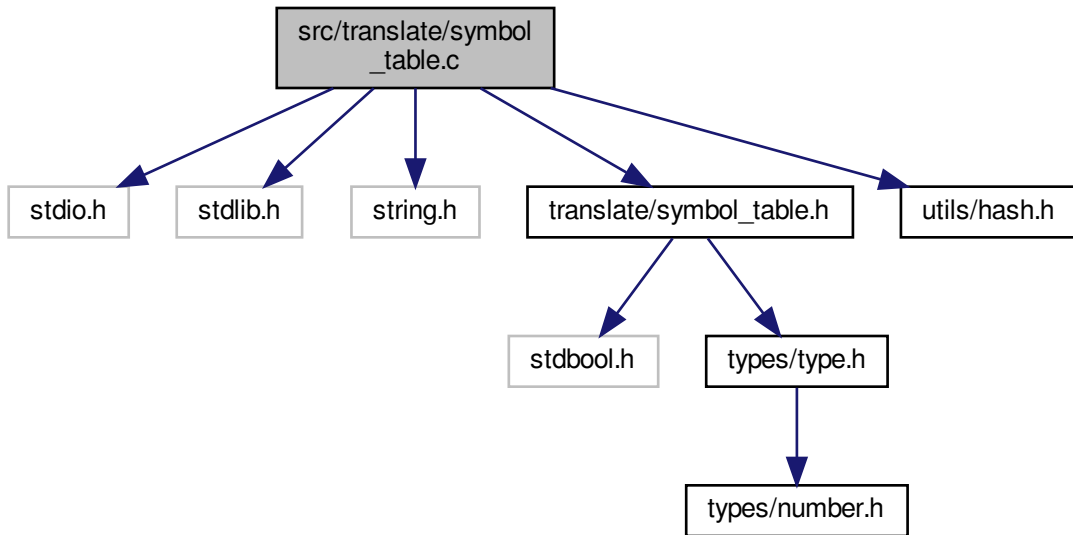 src/translate/symbol
_table.c
stdio.h
stdlib.h
string.h
translate/symbol_table.h
utils/hash.h
stdbool.h
types/type.h
types/number.h